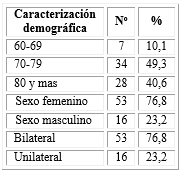 Caracterización demográfica Nº %
60-69 7 10,1
70-79 34 49,3
80 y mas 28 40,6
Sexo femenino 53 76,8
Sexo masculino 16 23,2
Bilateral 53 76,8
Unilateral 16 23,2